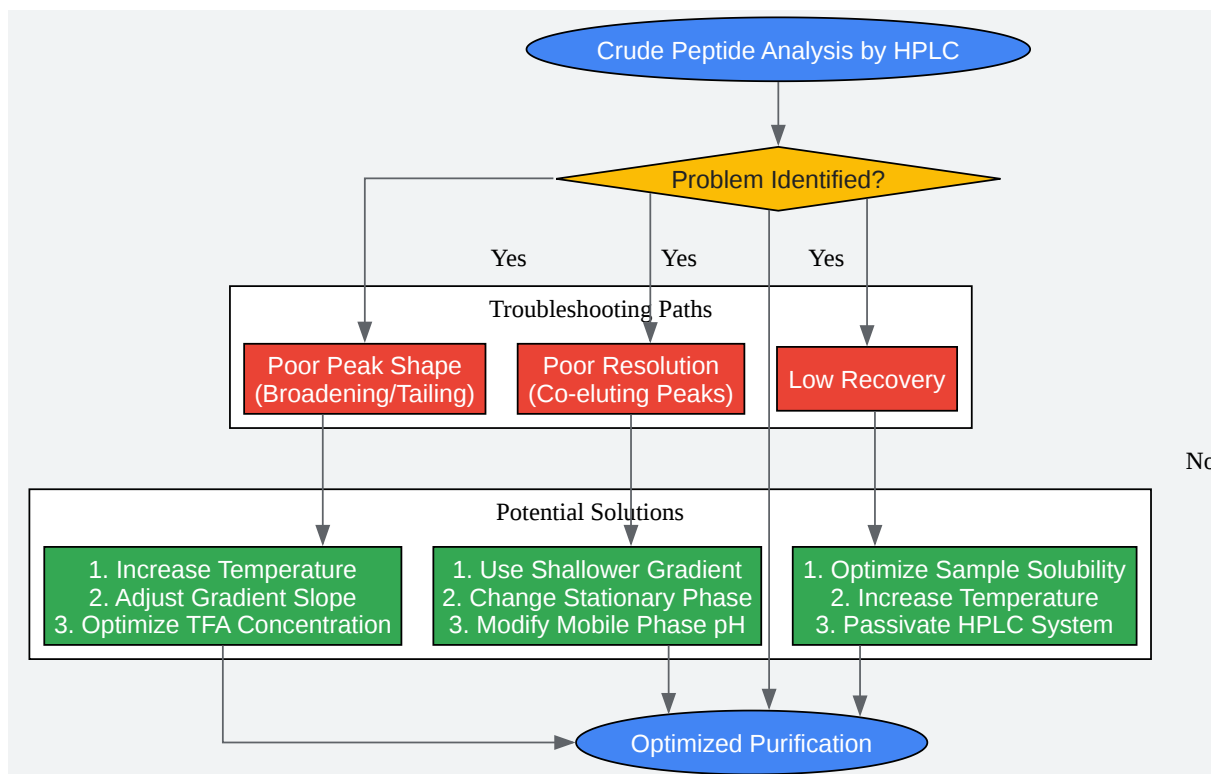 Crude Peptide Analysis by HPLC
Problem Identified?
Yes
Yes
Yes
Troubleshooting Paths
Poor Peak Shape
(Broadening/Tailing)
Poor Resolution
(Co-eluting Peaks)
Low Recovery
No
Potential Solutions
1. Increase Temperature
2. Adjust Gradient Slope
3. Optimize TFA Concentration
1. Use Shallower Gradient
2. Change Stationary Phase
3. Modify Mobile Phase pH
1. Optimize Sample Solubility
2. Increase Temperature
3. Passivate HPLC System
Optimized Purification